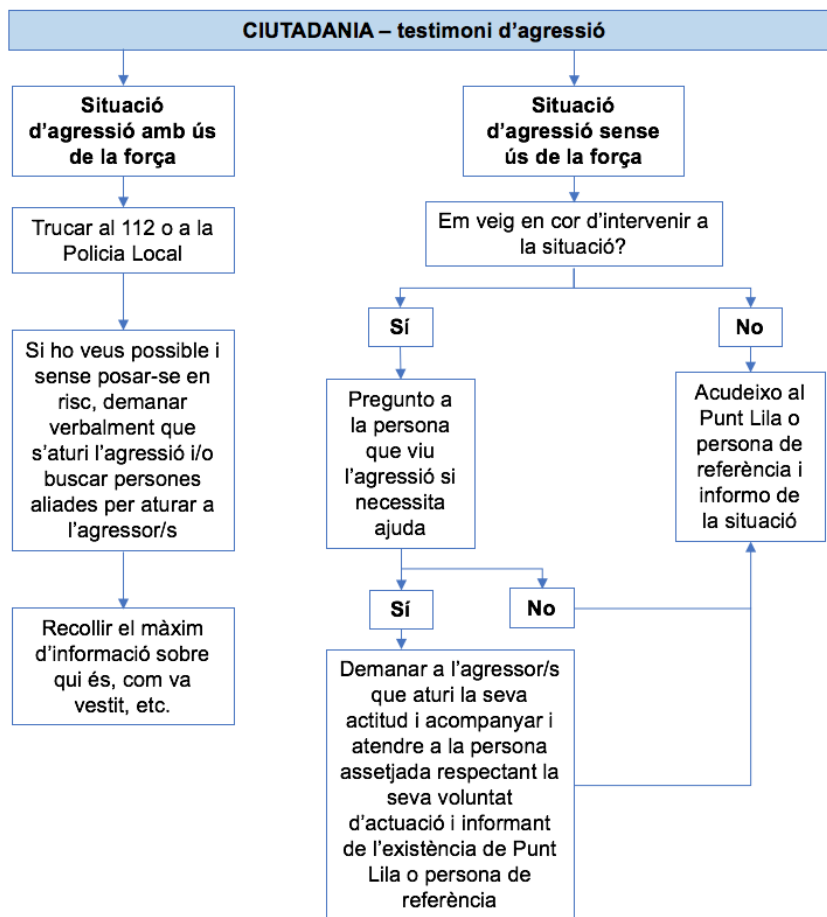 CIUTADANIA – testimoni d'agressió
Situació
d'agressió amb ús
de la força
Trucar al 112 o a la
Policia Local
Si ho veus possible i
sense posar-se en
risc, demanar
verbalment que
s'aturi l'agressió i/o
buscar persones
aliades per aturar a
l'agressor/s
Recollir el màxim
d'informació sobre
qui és, com va
vestit, etc.
Situació
d'agressió sense
ús de la força
Em veig en cor d'intervenir a
la situació?
Sí
No
Pregunto a
la persona
que viu
l'agressió si
necessita
ajuda
Acudeixo al
Punt Lila o
persona de
referència i
informo de
la situació
Sí
No
Demanar a l'agressor/s
que aturi la seva
actitud i acompanyar i
atendre a la persona
assetjada respectant la
seva voluntat
d'actuació i informant
de l'existència de Punt
Lila o persona de
referència